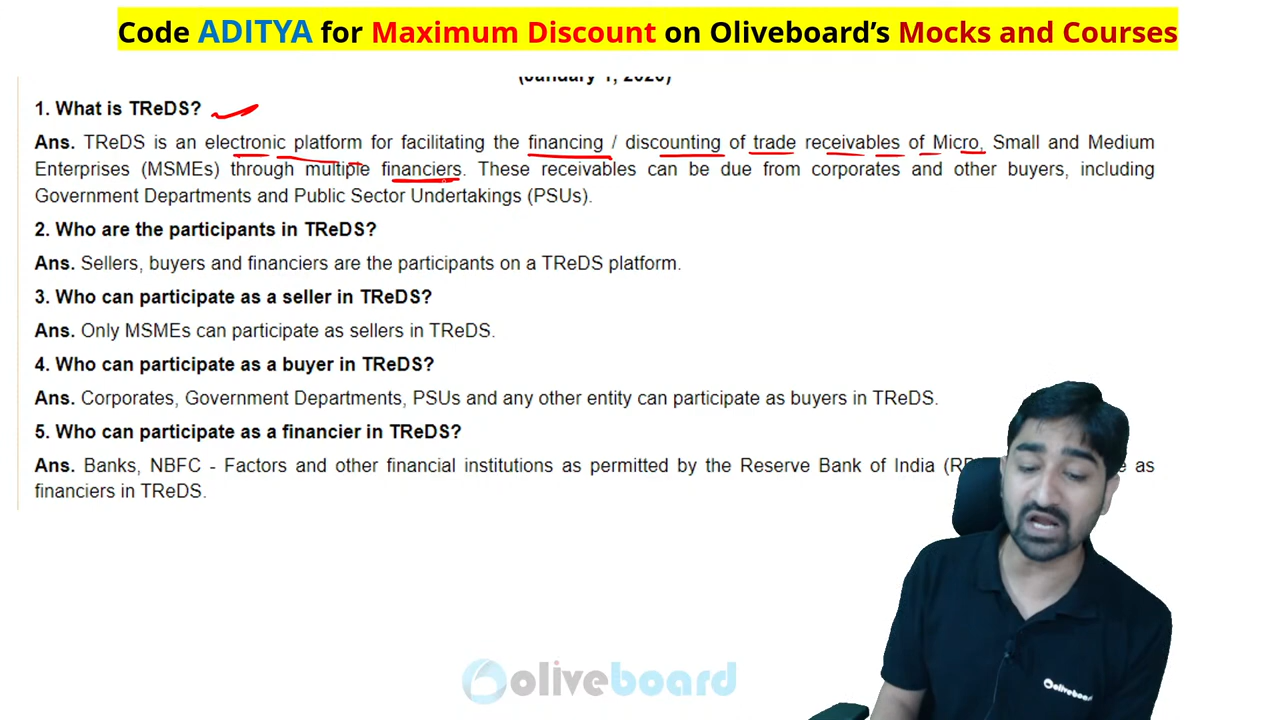 Code ADITYA for Maximum Discount on Oliveboard’s Mocks and Courses
(January 1, 2020)
1. What is TReDS?
Ans. TReDS is an electronic platform for facilitating the financing / discounting of trade receivables of Micro, Small and Medium
Enterprises (MSMEs) through multiple financiers. These receivables can be due from corporates and other buyers, including
Government Departments and Public Sector Undertakings (PSUs).
2. Who are the participants in TReDS?
Ans. Sellers, buyers and financiers are the participants on a TReDS platform.
3. Who can participate as a seller in TReDS?
Ans. Only MSMEs can participate as sellers in TReDS.
4. Who can participate as a buyer in TReDS?
Ans. Corporates, Government Departments, PSUs and any other entity can participate as buyers in TReDS.
5. Who can participate as a financier in TReDS?
Ans. Banks, NBFC - Factors and other financial institutions as permitted by the Reserve Bank of India as
financiers in TReDS.
oliveboard
oliveboard